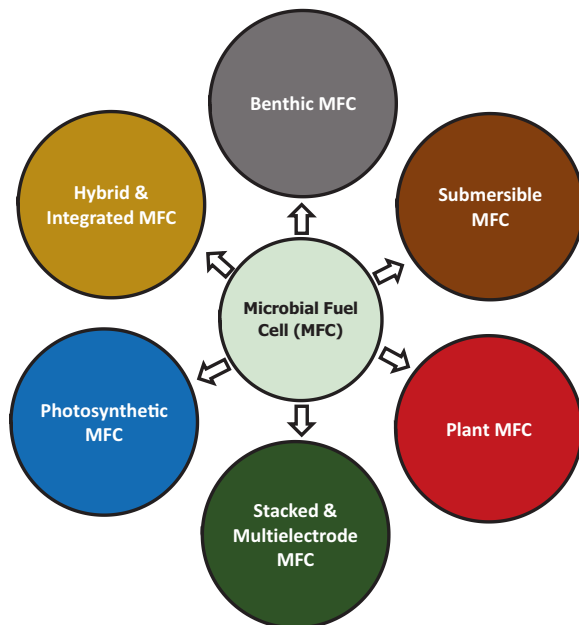 Benthic MFC
Hybrid &
Integrated MFC
Submersible
MFC
Microbial Fuel
Cell (MFC)
Photosynthetic
MFC
Plant MFC
Stacked &
Multielectrode
MFC